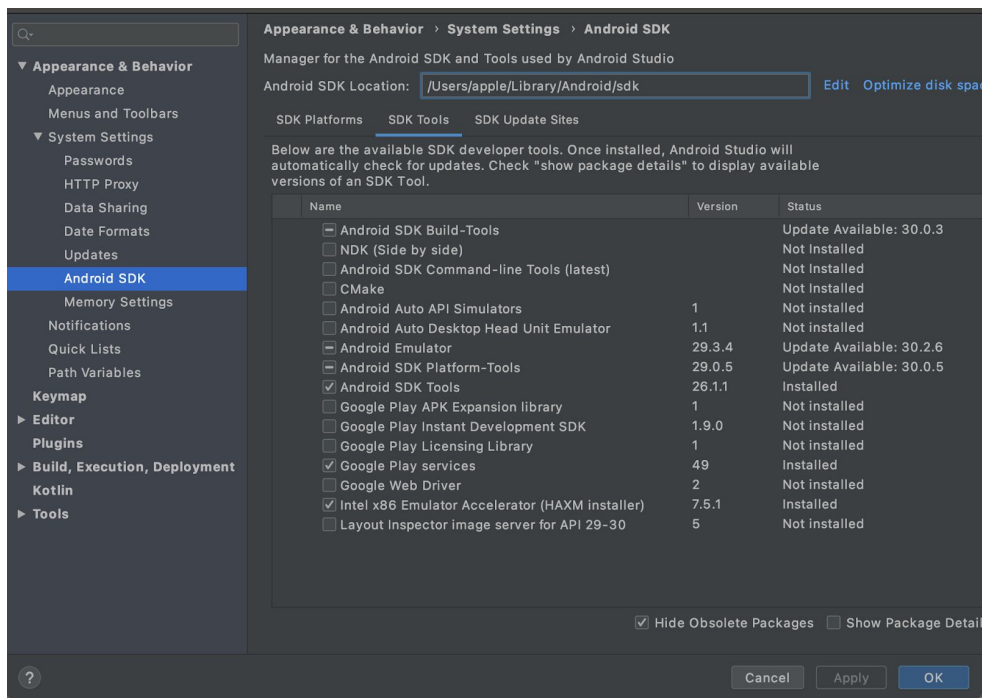 Appearance & Behavior
Appearance
Menus and Toolbars
System Settings
Passwords
HTTP Proxy
Data Sharing
Date Formats
Updates
Android SDK
Memory Settings
Notifications
Quick Lists
Path Variables
Keymap
Editor
Plugins
Build, Execution, Deployment
Kotlin
Tools
Appearance & Behavior › System Settings › Android SDK
Manager for the Android SDK and Tools used by Android Studio
Android SDK Location: /Users/apple/Library/Android/sdk Edit Optimize disk spac
SDK Platforms SDK Tools SDK Update Sites
Below are the available SDK developer tools. Once installed, Android Studio will
automatically check for updates. Check "show package details" to display available
versions of an SDK Tool.
Name Version Status
Android SDK Build-Tools Update Available: 30.0.3
NDK (Side by side) Not Installed
Android SDK Command-line Tools (latest) Not Installed
CMake Not Installed
Android Auto API Simulators 1 Not installed
Android Auto Desktop Head Unit Emulator 1.1 Not installed
Android Emulator 29.3.4 Update Available: 30.2.6
Android SDK Platform-Tools 29.0.5 Update Available: 30.0.5
Android SDK Tools 26.1.1 Installed
Google Play APK Expansion library 1 Not installed
Google Play Instant Development SDK 1.9.0 Not installed
Google Play Licensing Library 1 Not installed
Google Play services 49 Installed
Google Web Driver 2 Not installed
Intel x86 Emulator Accelerator (HAXM installer) 7.5.1 Installed
Layout Inspector image server for API 29-30 5 Not installed
Hide Obsolete Packages Show Package Detail
? Cancel Apply OK